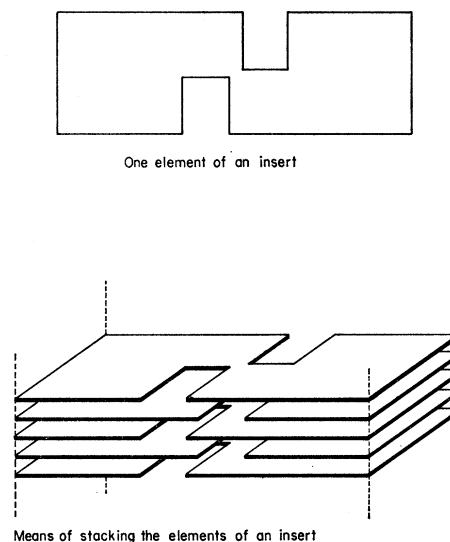 One element of an insert
Means of stacking the elements of an insert